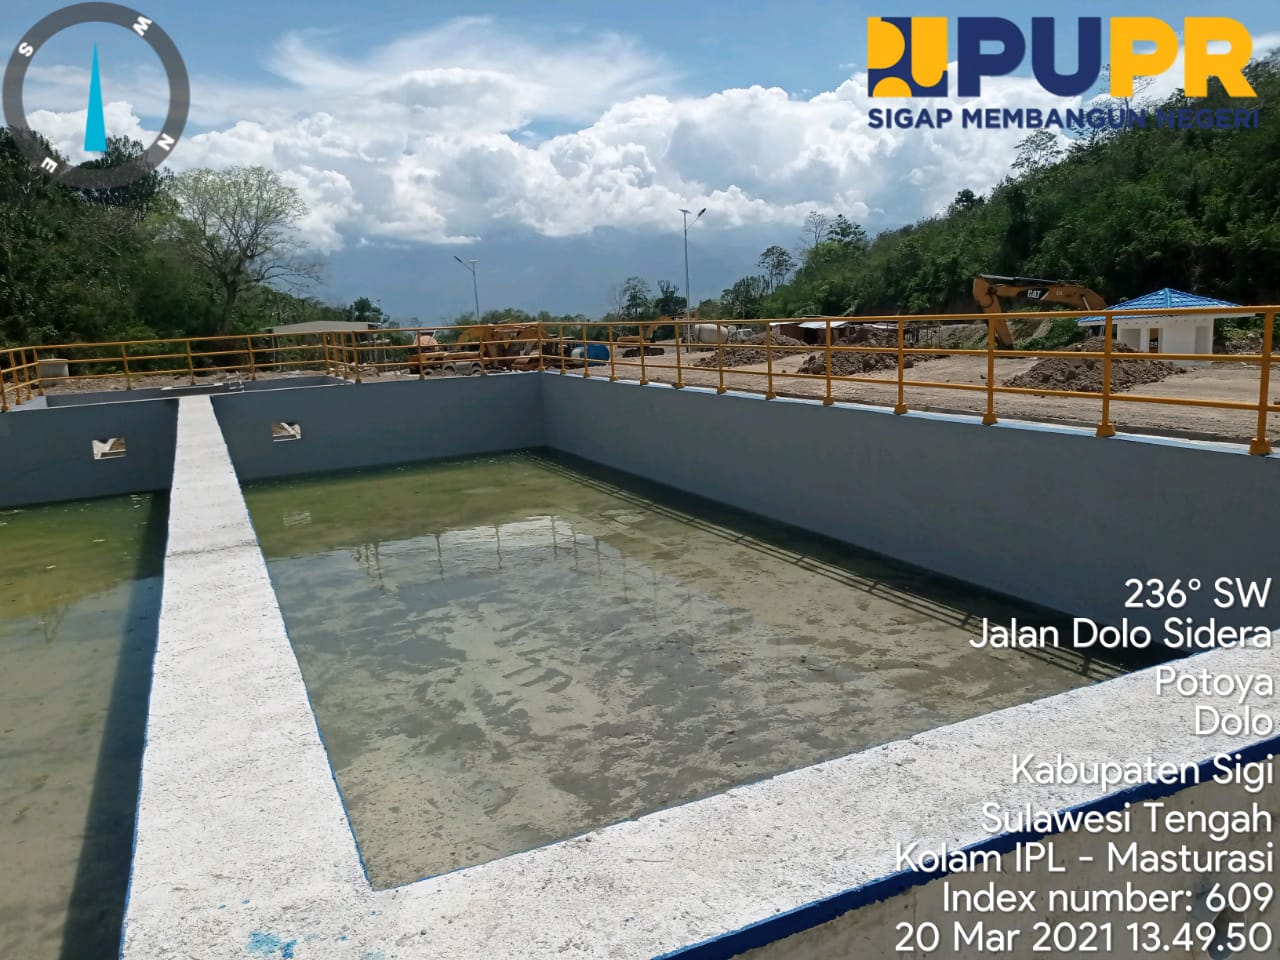 S
W
N
E
PUPR
SIGAP MEMBANGUN NEGERI
CAT
236° SW
Jalan Dolo Sidera
Potoya
Dolo
Kabupaten Sigi
Sulawesi Tengah
Kolam IPL - Masturasi
Index number: 609
20 Mar 2021 13.49.50